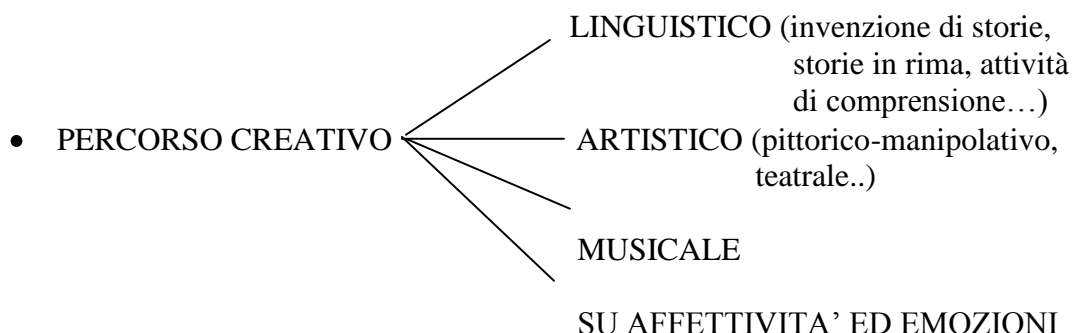 LINGUISTICO (invenzione di storie,
storie in rima, attività
di comprensione…)
• PERCORSO CREATIVO ARTISTICO (pittorico-manipolativo,
teatrale..)
MUSICALE
SU AFFETTIVITA’ ED EMOZIONI